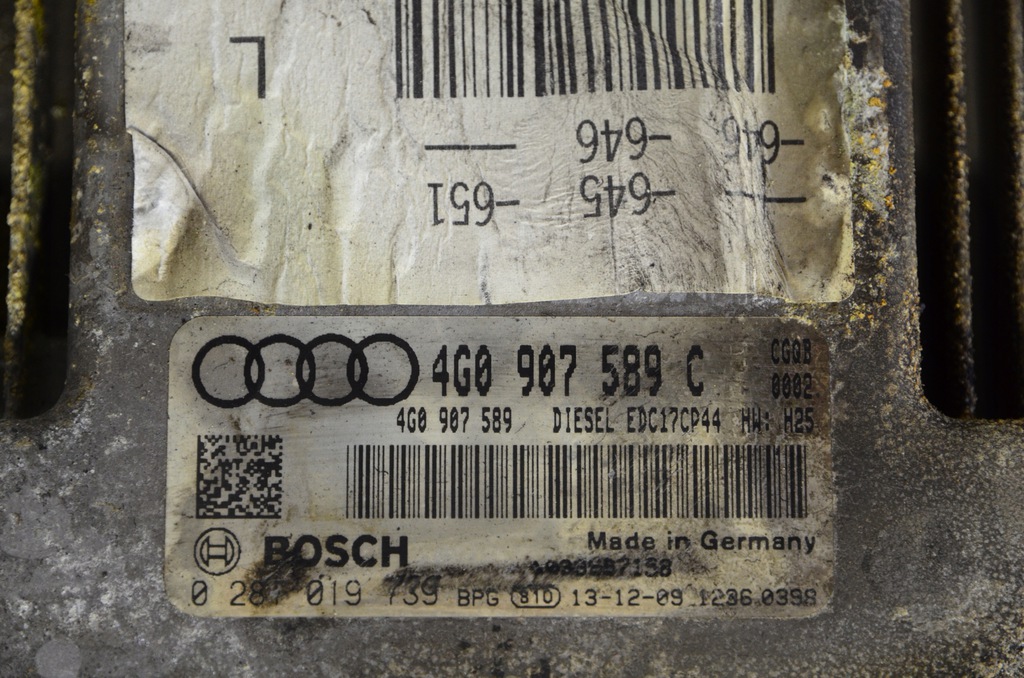 L
-646 -646
-651 -645
4G0 907 589 C
CGQB
0002
4G0 907 589 DIESEL EDC17CP44 HW: H25
BOSCH
Made in Germany
0 281 019 739 BPG 810 13-12-09 1236.0398